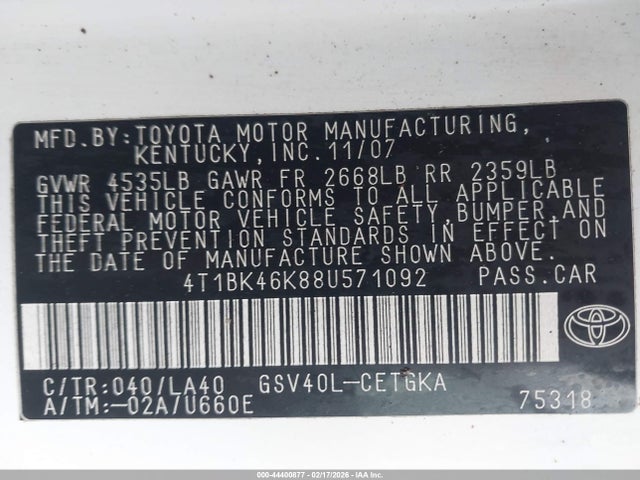 MFD. BY: TOYOTA MOTOR MANUFACTURING,
KENTUCKY, INC. 11/07
GVWR 4535LB GAWR FR 2668LB RR 2359LB
THIS VEHICLE CONFORMS TO ALL APPLICABLE
FEDERAL MOTOR VEHICLE SAFETY, BUMPER, AND
THEFT PREVENTION STANDARDS IN EFFECT ON
THE DATE OF MANUFACTURE SHOWN ABOVE.
4T1BK46K88U571092 PASS.CAR
C/TR: 040/LA40 GSV40L-CETGKA
A/TM: -02A/U660E 75318
000-44400877 - 02/17/2026 - Copyright IAA, Inc.